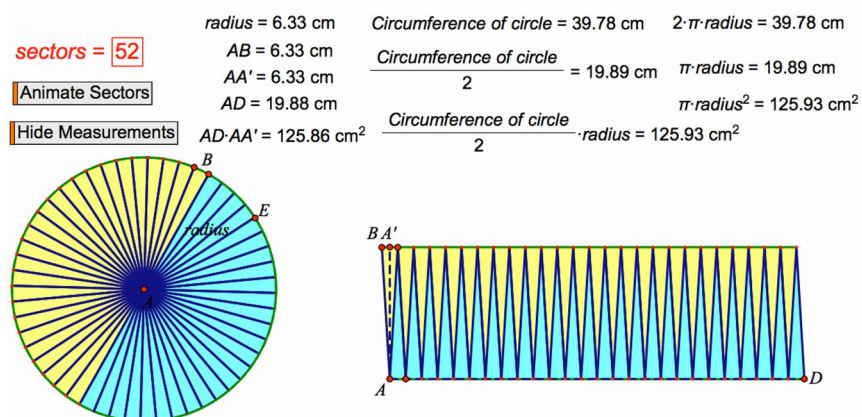 sectors = 52
Animate Sectors
Hide Measurements
radius = 6.33 cm
AB = 6.33 cm
AA' = 6.33 cm
AD = 19.88 cm
AD·AA' = 125.86 cm²
Circumference of circle = 39.78 cm
Circumference of circle
2
= 19.89 cm
Circumference of circle
2
·radius = 125.93 cm²
2·π·radius = 39.78 cm
π·radius = 19.89 cm
π·radius² = 125.93 cm²
B
E
radius
A
B A'
A
D